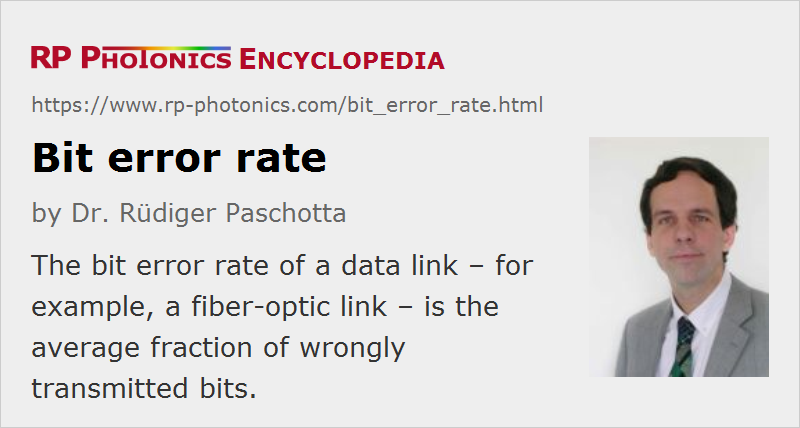 RP PHOTONICS ENCYCLOPEDIA
https://www.rp-photonics.com/bit_error_rate.html
Bit error rate
by Dr. Rüdiger Paschotta
The bit error rate of a data link – for
example, a fiber-optic link – is the
average fraction of wrongly
transmitted bits.